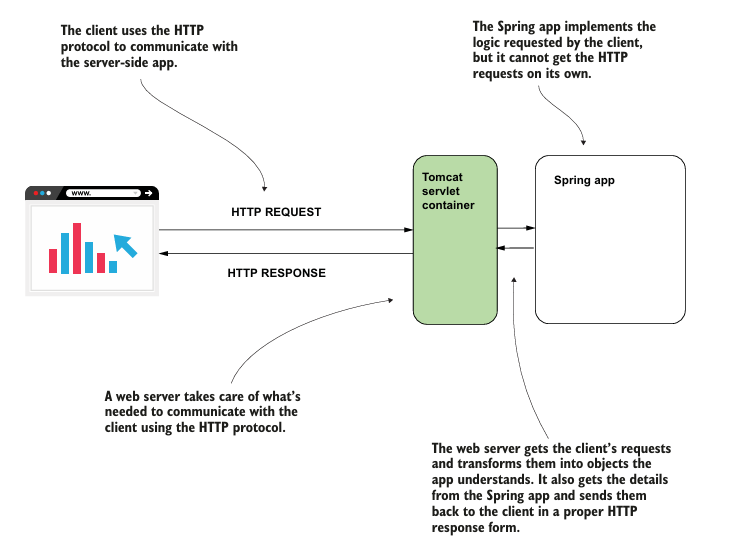 The client uses the HTTP
protocol to communicate with
the server-side app.
The Spring app implements the
logic requested by the client,
but it cannot get the HTTP
requests on its own.
www.
HTTP REQUEST
HTTP RESPONSE
Tomcat
servlet
container
Spring app
A web server takes care of what's
needed to communicate with the
client using the HTTP protocol.
The web server gets the client's requests
and transforms them into objects the
app understands. It also gets the details
from the Spring app and sends them
back to the client in a proper HTTP
response form.